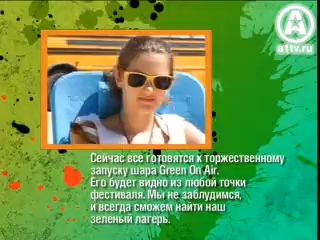 a1tv.ru
Сейчас все готовятся к торжественному
запуску шара Green On Air.
Его будет видно из любой точки
фестиваля. Мы не заблудимся,
и всегда сможем найти наш
зеленый лагерь.